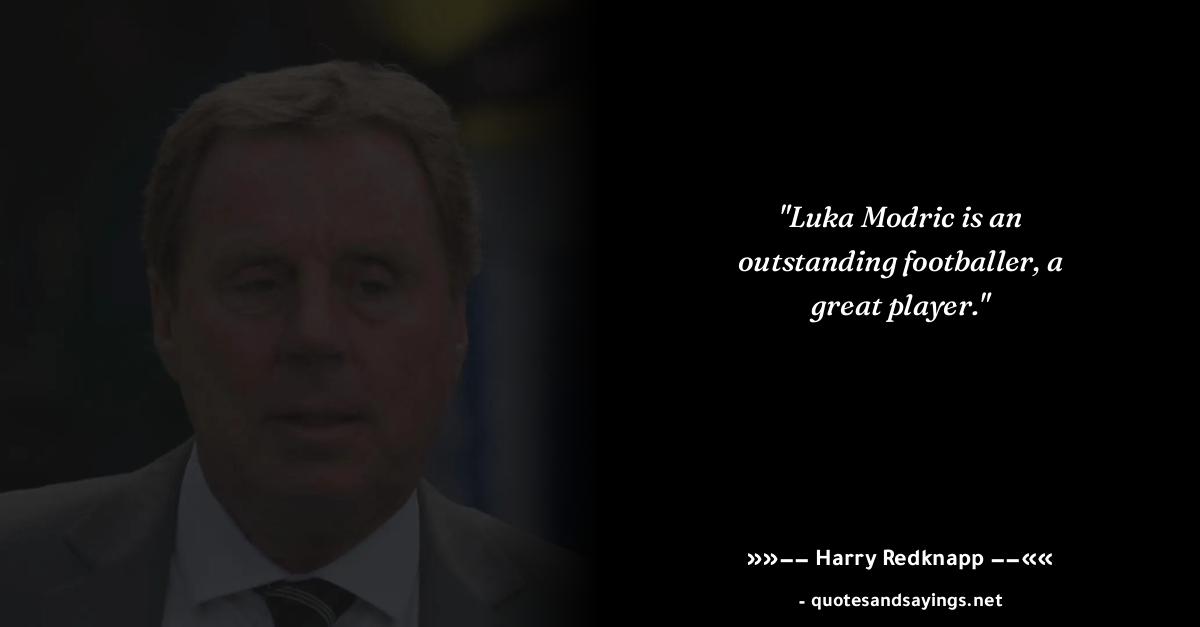 "Luka Modric is an
outstanding footballer, a
great player."
»»−− Harry Redknapp −−««
- quotesandsayings.net